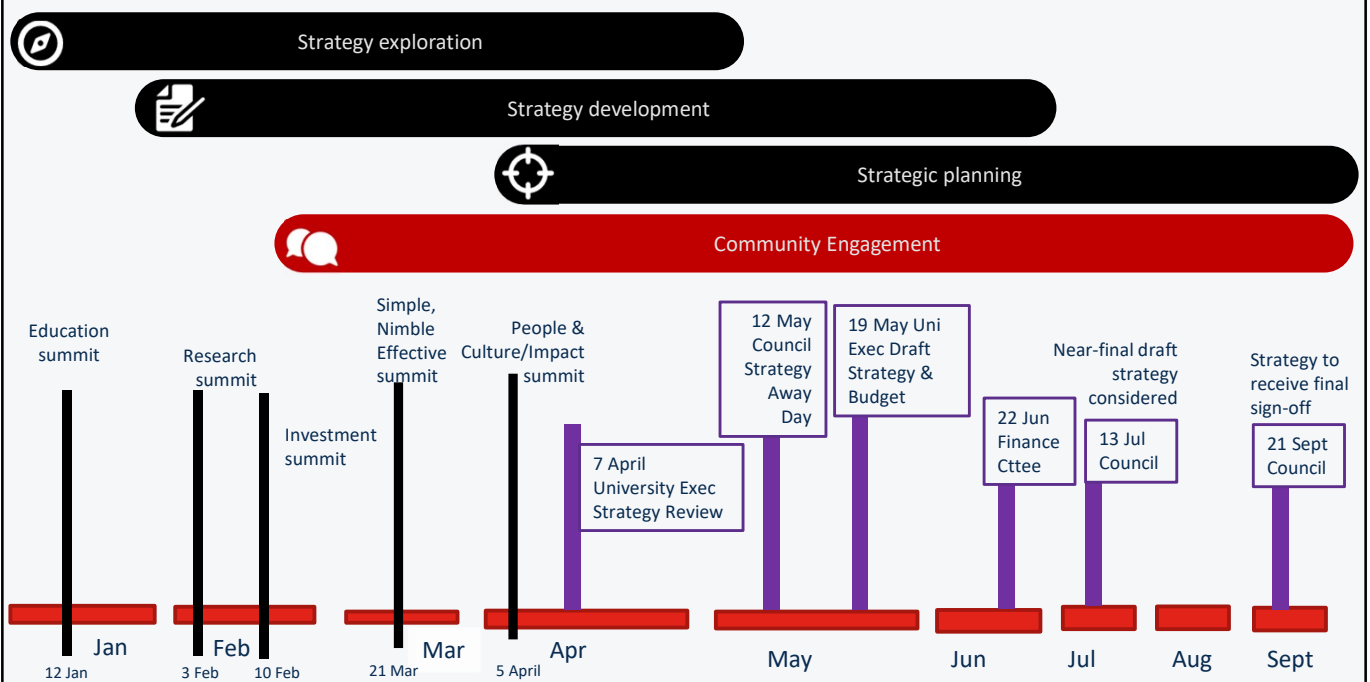 Strategy exploration
Strategy development
Strategic planning
Community Engagement
Education
summit
Research
summit
Investment
summit
Simple,
Nimble
Effective
summit
People &
Culture/Impact
summit
7 April
University Exec
Strategy Review
12 May
Council
Strategy
Away
Day
19 May Uni
Exec Draft
Strategy &
Budget
22 Jun
Finance
Cttee
Near-final draft
strategy
considered
13 Jul
Council
Strategy to
receive final
sign-off
21 Sept
Council
Jan
Feb
Mar
Apr
May
Jun
Jul
Aug
Sept
12 Jan
3 Feb
10 Feb
21 Mar
5 April